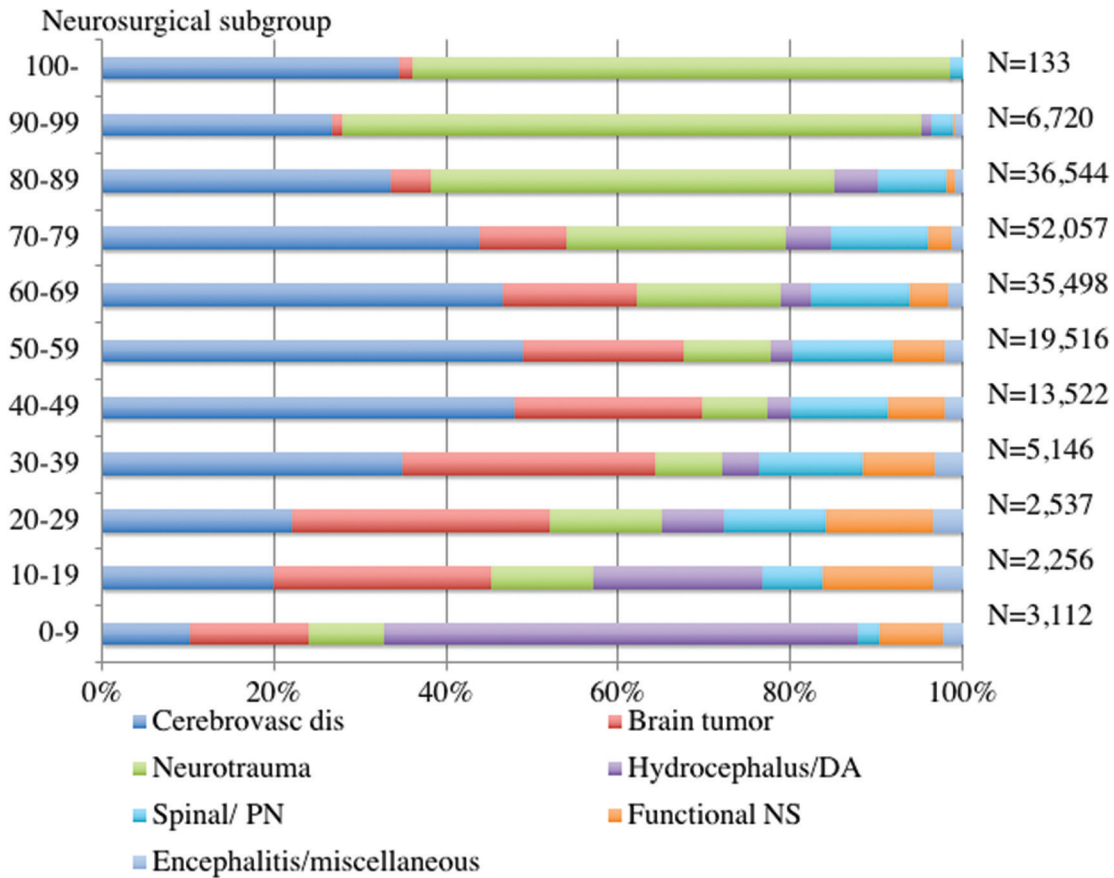 Neurosurgical subgroup
100- N=133
90-99 N=6,720
80-89 N=36,544
70-79 N=52,057
60-69 N=35,498
50-59 N=19,516
40-49 N=13,522
30-39 N=5,146
20-29 N=2,537
10-19 N=2,256
0-9 N=3,112
0% 20% 40% 60% 80% 100%
Cerebrovasc dis Brain tumor
Neurotrauma Hydrocephalus/DA
Spinal/ PN Functional NS
Encephalitis/miscellaneous